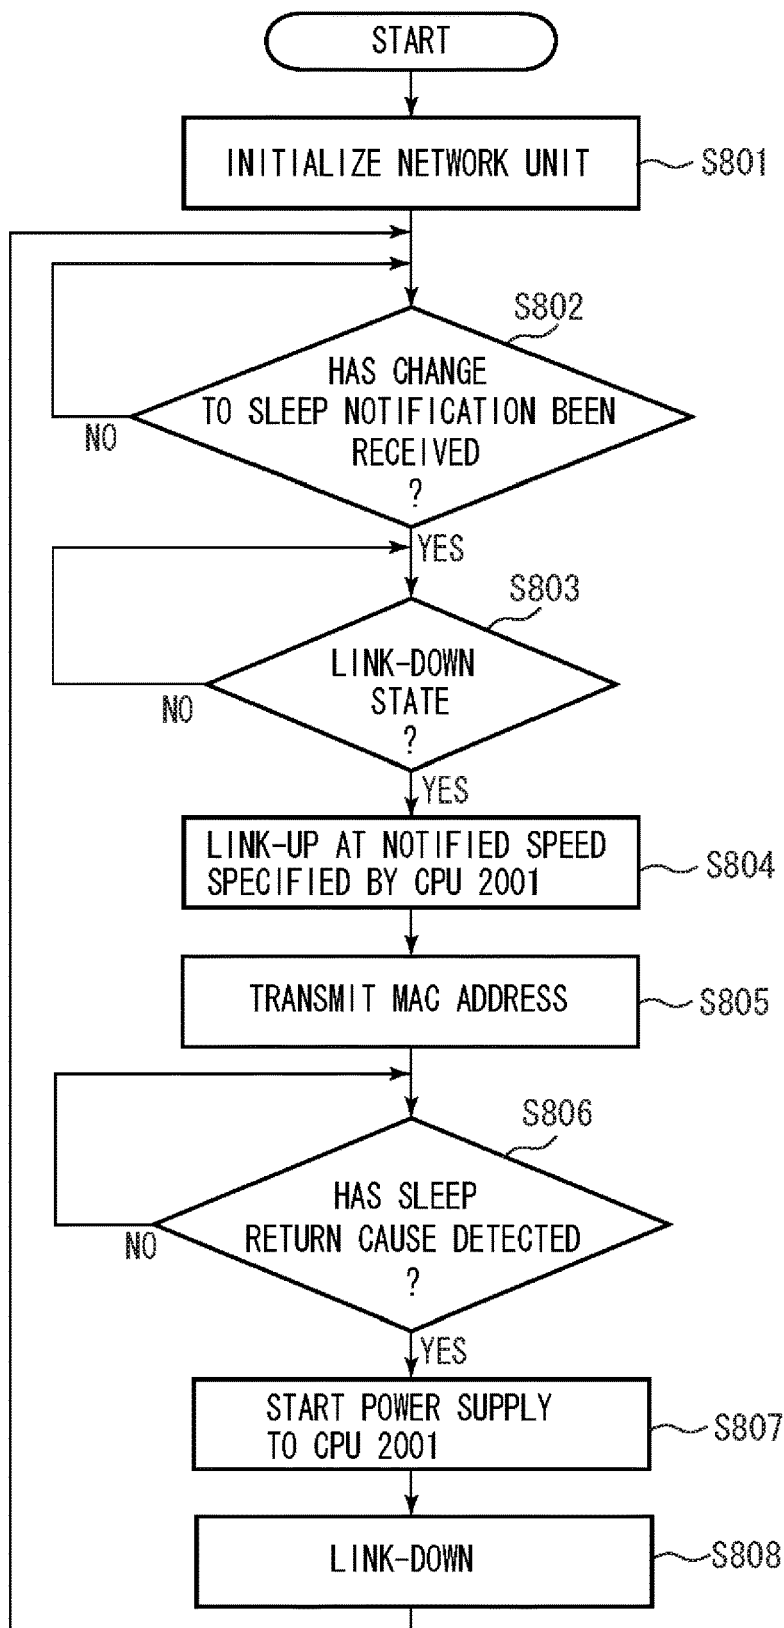 START
INITIALIZE NETWORK UNIT
S801
S802
HAS CHANGE
TO SLEEP NOTIFICATION BEEN
RECEIVED
?
NO
YES
S803
LINK-DOWN
STATE
?
NO
YES
LINK-UP AT NOTIFIED SPEED
SPECIFIED BY CPU 2001
S804
TRANSMIT MAC ADDRESS
S805
S806
HAS SLEEP
RETURN CAUSE DETECTED
?
NO
YES
START POWER SUPPLY
TO CPU 2001
S807
LINK-DOWN
S808